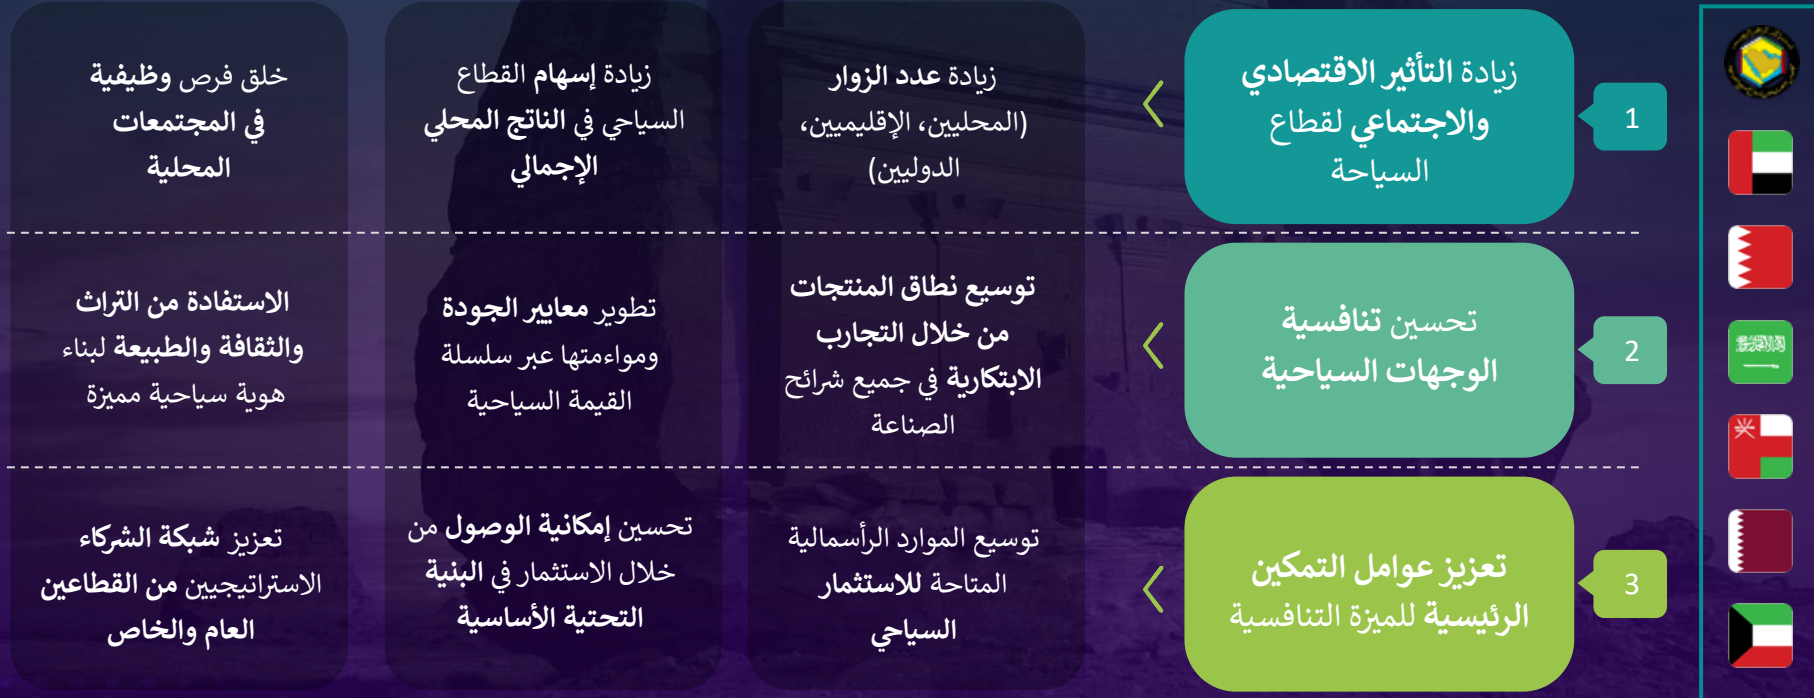 1
زيادة التأثير الاقتصادي
والاجتماعي لقطاع
السياحة
زيادة عدد الزوار
(المحليين، الإقليميين،
الدوليين)
زيادة إسهام القطاع
السياحي في الناتج المحلي
الإجمالي
خلق فرص وظيفية
في المجتمعات
المحلية
2
تحسين تنافسية
الوجهات السياحية
توسيع نطاق المنتجات
من خلال التجارب
الابتكارية في جميع شرائح
الصناعة
تطوير معايير الجودة
ومواءمتها عبر سلسلة
القيمة السياحية
الاستفادة من التراث
والثقافة والطبيعة لبناء
هوية سياحية مميزة
3
تعزيز عوامل التمكين
الرئيسية للميزة التنافسية
توسيع الموارد الرأسمالية
المتاحة للاستثمار
السياحي
تحسين إمكانية الوصول من
خلال الاستثمار في البنية
التحتية الأساسية
تعزيز شبكة الشركاء
الاستراتيجيين من القطاعين
العام والخاص